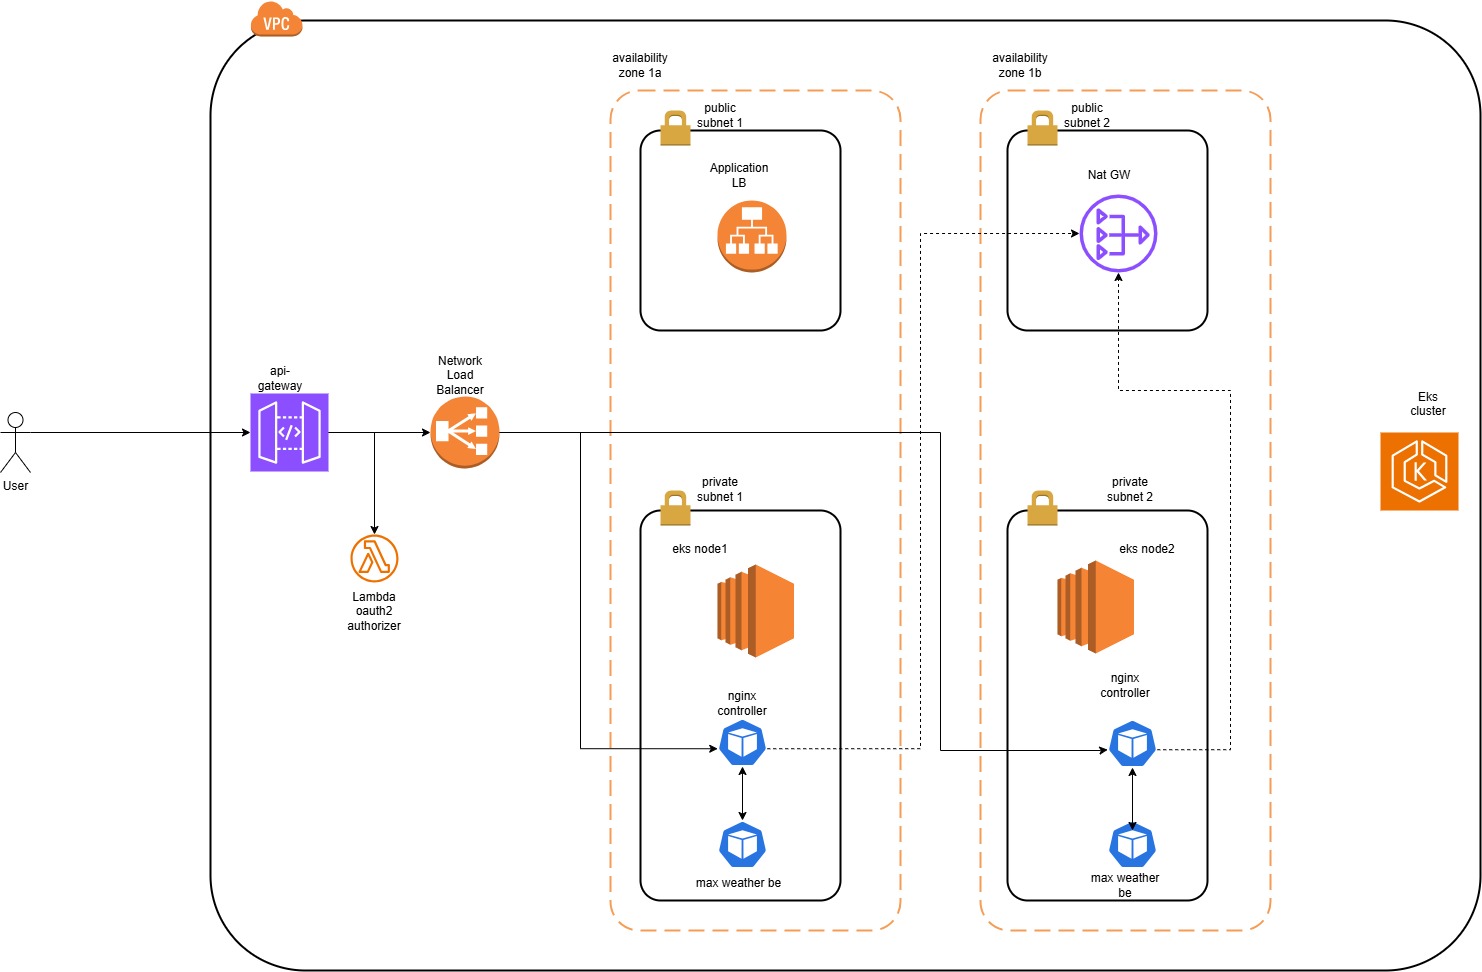 VPC
availability
zone 1a
availability
zone 1b
public
subnet 1
public
subnet 2
Application
LB
Nat GW
Network
Load
Balancer
api-
gateway
</>
User
Eks
cluster
K
private
subnet 1
private
subnet 2
eks node1
eks node2
Lambda
oauth2
authorizer
nginx
controller
nginx
controller
max weather be
max weather
be